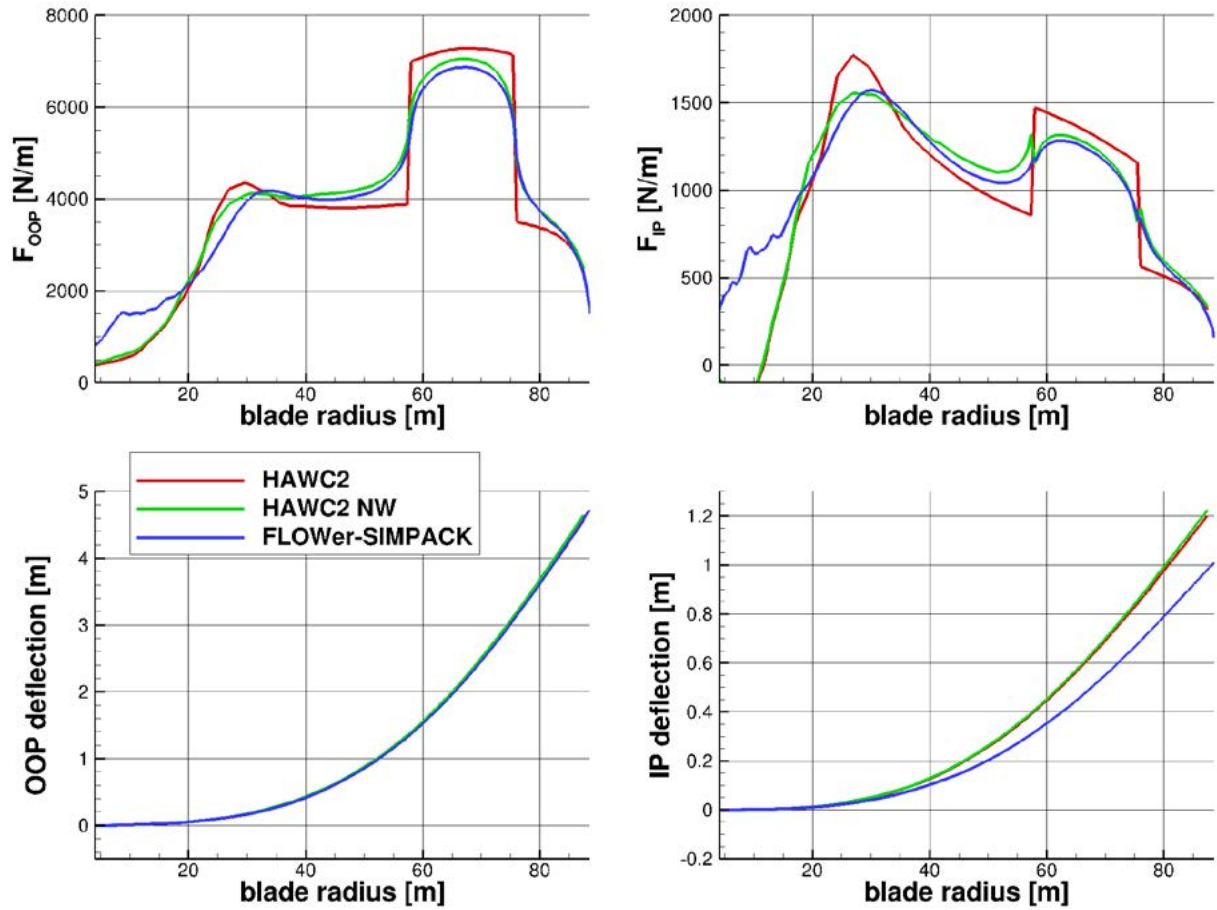 8000
6000
4000
2000
0
F_OOP [N/m]
20 40 60 80
blade radius [m]
2000
1500
1000
500
0
F_IP [N/m]
20 40 60 80
blade radius [m]
HAWC2
HAWC2 NW
FLOWer-SIMPACK
5
4
3
2
1
0
OOP deflection [m]
20 40 60 80
blade radius [m]
1.2
1
0.8
0.6
0.4
0.2
0
-0.2
IP deflection [m]
20 40 60 80
blade radius [m]